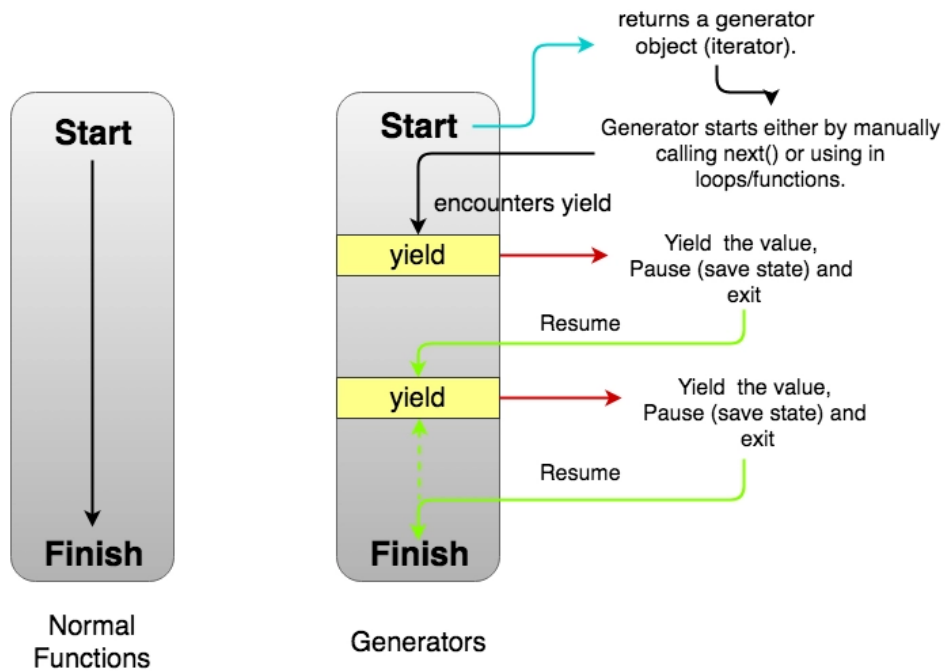 Start
Finish
Normal
Functions
returns a generator
object (iterator).
Start
Generator starts either by manually
calling next() or using in
loops/functions.
encounters yield
yield
Yield the value,
Pause (save state) and
exit
Resume
yield
Yield the value,
Pause (save state) and
exit
Resume
Finish
Generators